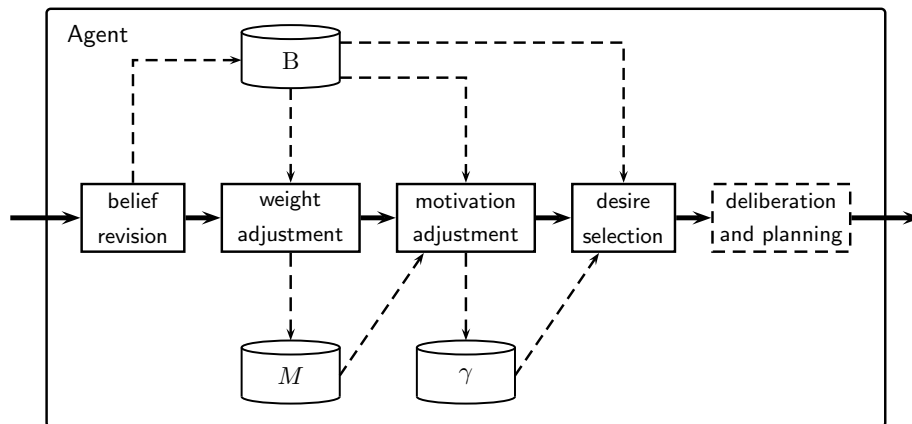 Agent
B
belief
revision
weight
adjustment
motivation
adjustment
desire
selection
deliberation
and planning
M
γ